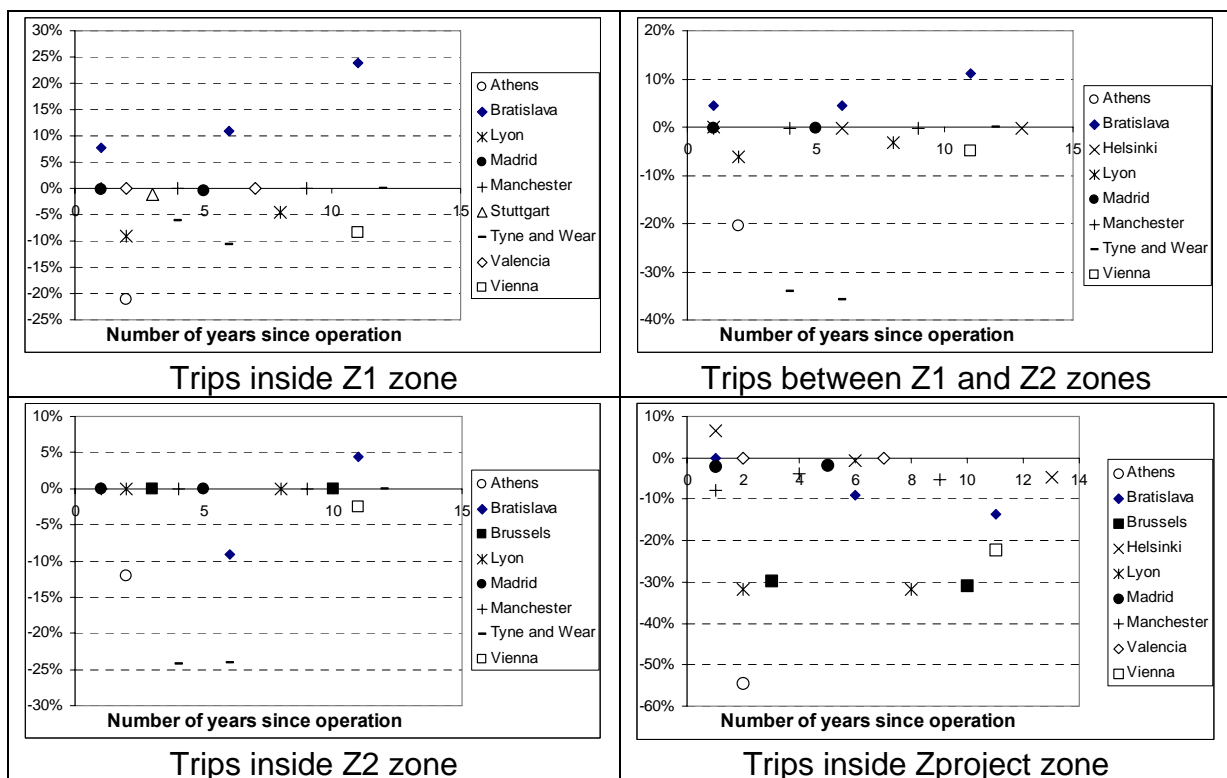 30%
25%
20%
15%
10%
5%
0%
-5%
-10%
-15%
-20%
-25%
0 5 10 15
Number of years since operation
Athens
Bratislava
Lyon
Madrid
Manchester
Stuttgart
Tyne and Wear
Valencia
Vienna
Trips inside Z1 zone
20%
10%
0%
-10%
-20%
-30%
-40%
0 5 10 15
Number of years since operation
Athens
Bratislava
Helsinki
Lyon
Madrid
Manchester
Tyne and Wear
Vienna
Trips between Z1 and Z2 zones
10%
5%
0%
-5%
-10%
-15%
-20%
-25%
-30%
0 5 10 15
Number of years since operation
Athens
Bratislava
Brussels
Lyon
Madrid
Manchester
Tyne and Wear
Vienna
Trips inside Z2 zone
10%
0%
-10%
-20%
-30%
-40%
-50%
-60%
0 2 4 6 8 10 12 14
Number of years since operation
Athens
Bratislava
Brussels
Helsinki
Lyon
Madrid
Manchester
Valencia
Vienna
Trips inside Zproject zone